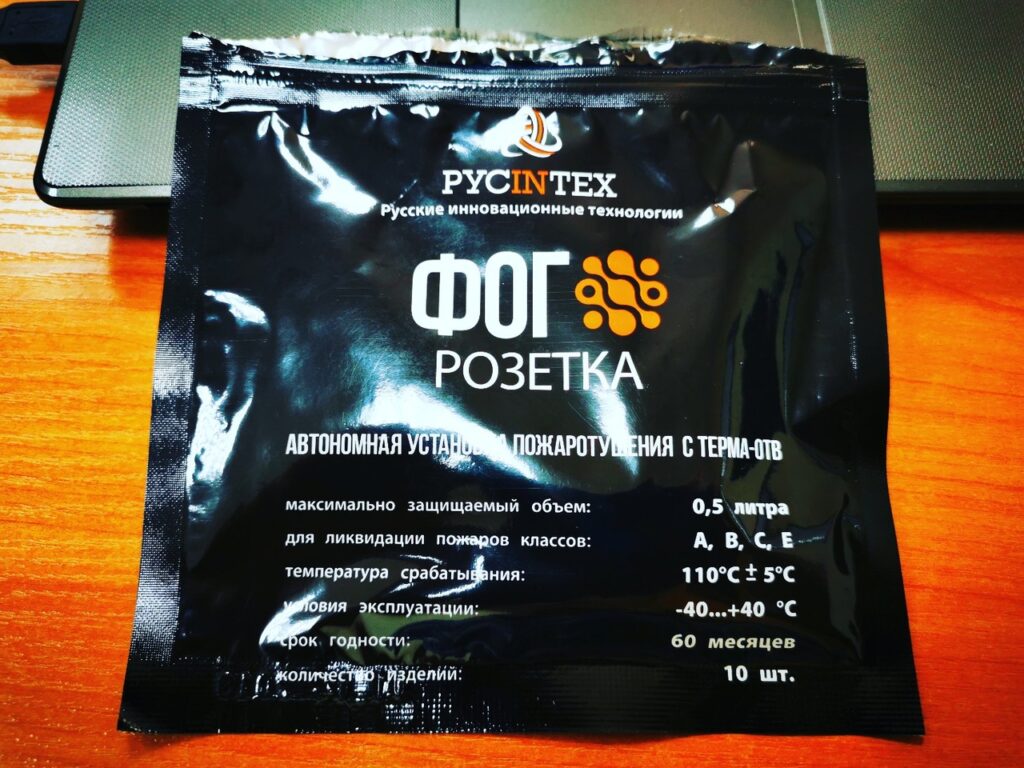 РУСINТЕХ
Русские инновационные технологии
ФОГ
РОЗЕТКА
АВТОНОМНАЯ УСТАНОВКА ПОЖАРОТУШЕНИЯ С ТЕРМА-ОТВ
максимально защищаемый объем: 0,5 литра
для ликвидации пожаров классов: А, В, С, Е
температура срабатывания: 110°С ± 5°С
условия эксплуатации: -40...+40 °С
срок годности: 60 месяцев
количество изделий: 10 шт.